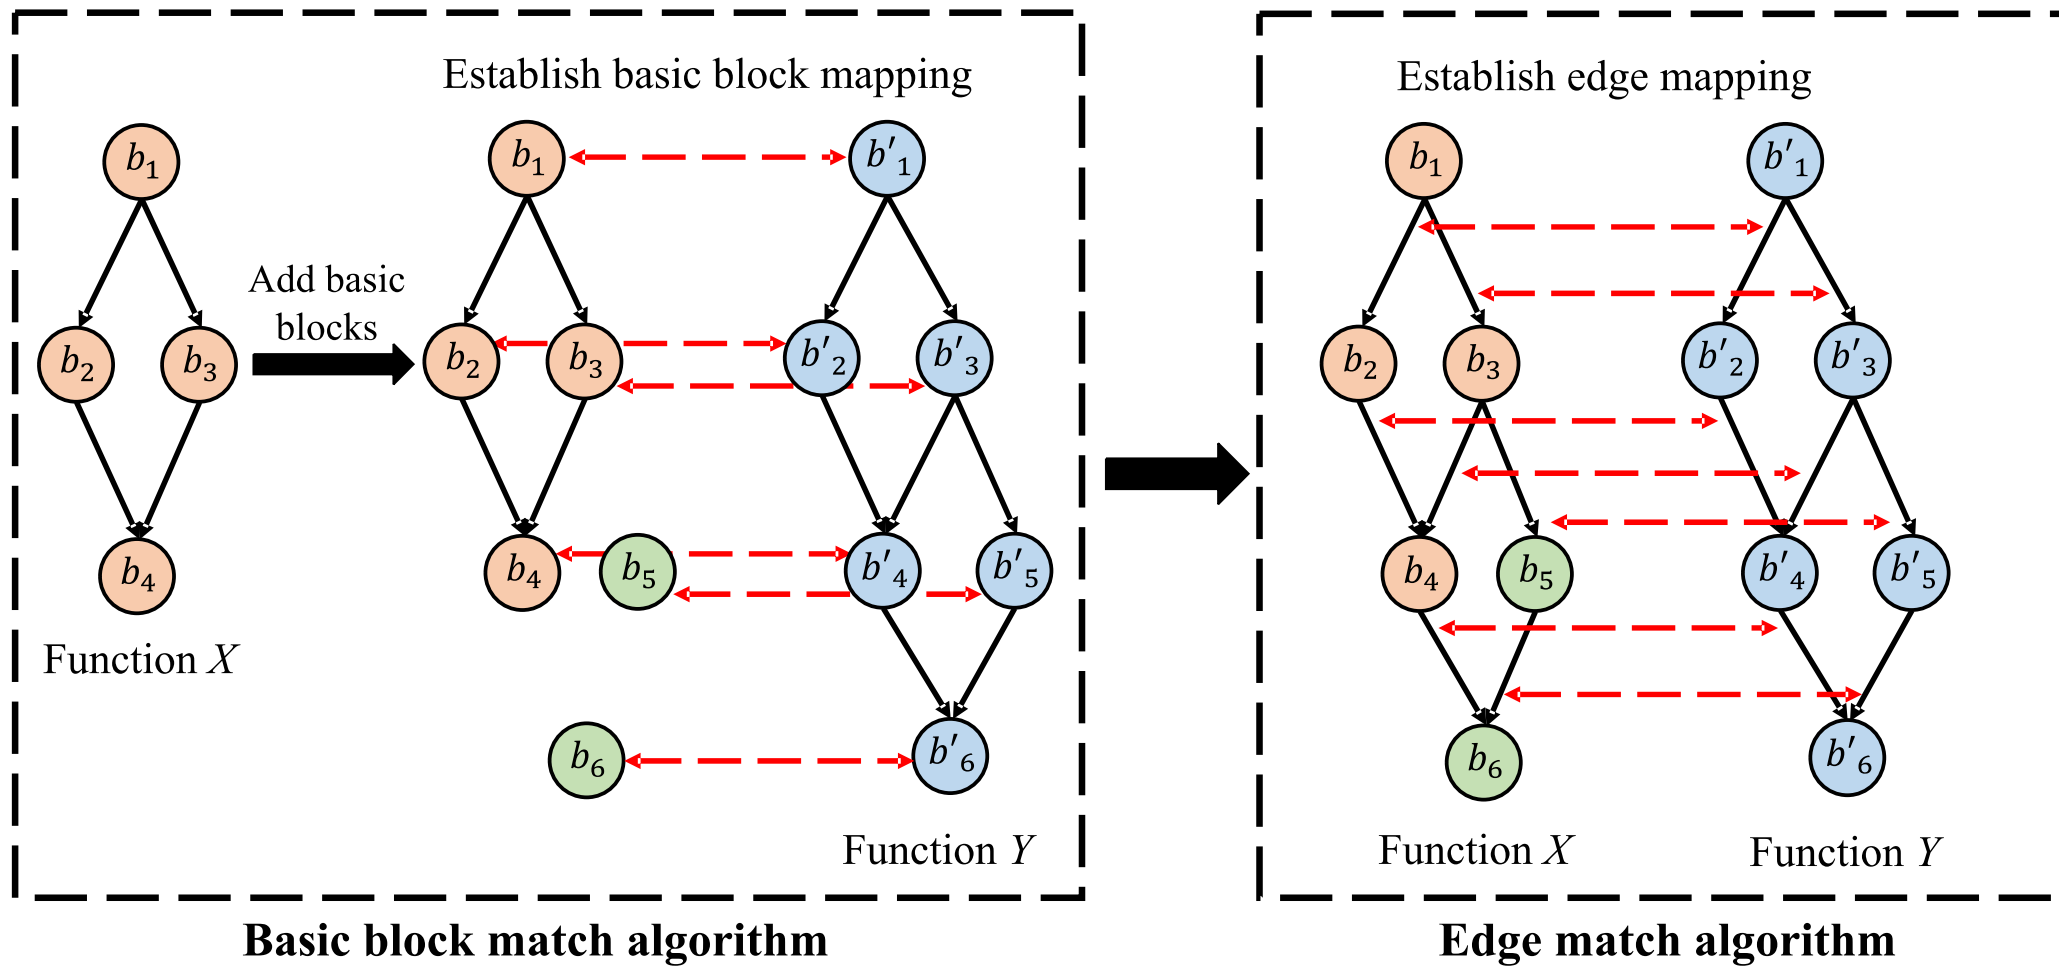 Establish basic block mapping
b₁
b₂
b₃
b₄
Function X
Add basic
blocks
b₁
b₂
b₃
b₄
b₅
b₆
b′₁
b′₂
b′₃
b′₄
b′₅
b′₆
Function Y
Basic block match algorithm
Establish edge mapping
b₁
b₂
b₃
b₄
b₅
b₆
Function X
b′₁
b′₂
b′₃
b′₄
b′₅
b′₆
Function Y
Edge match algorithm